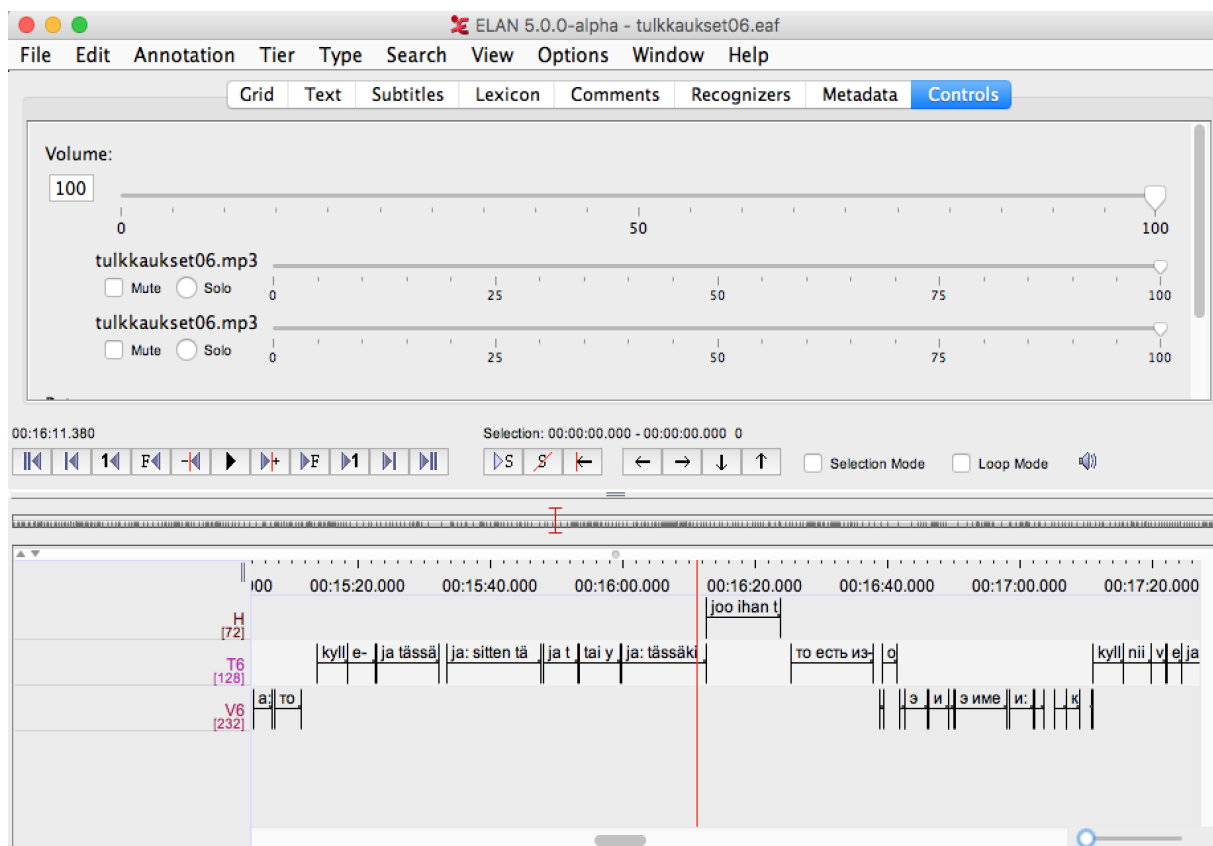 ELAN 5.0.0-alpha - tulkkaukset06.eaf
File Edit Annotation Tier Type Search View Options Window Help
Grid Text Subtitles Lexicon Comments Recognizers Metadata Controls
Volume:
100
0 50 100
tulkkaukset06.mp3
Mute Solo 0 25 50 75 100
tulkkaukset06.mp3
Mute Solo 0 25 50 75 100
00:16:11.380 Selection: 00:00:00.000 - 00:00:00.000 0
1 F F 1 S S Selection Mode Loop Mode
00:15:20.000 00:15:40.000 00:16:00.000 00:16:20.000 00:16:40.000 00:17:00.000 00:17:20.000
H joo ihan t
[72]
T6 kyll e- ja tässä ja: sitten tä ja t tai y ja: tässäki то есть из- о kyll nii v e ja
[128]
V6 а: то э и э име и: к
[232]